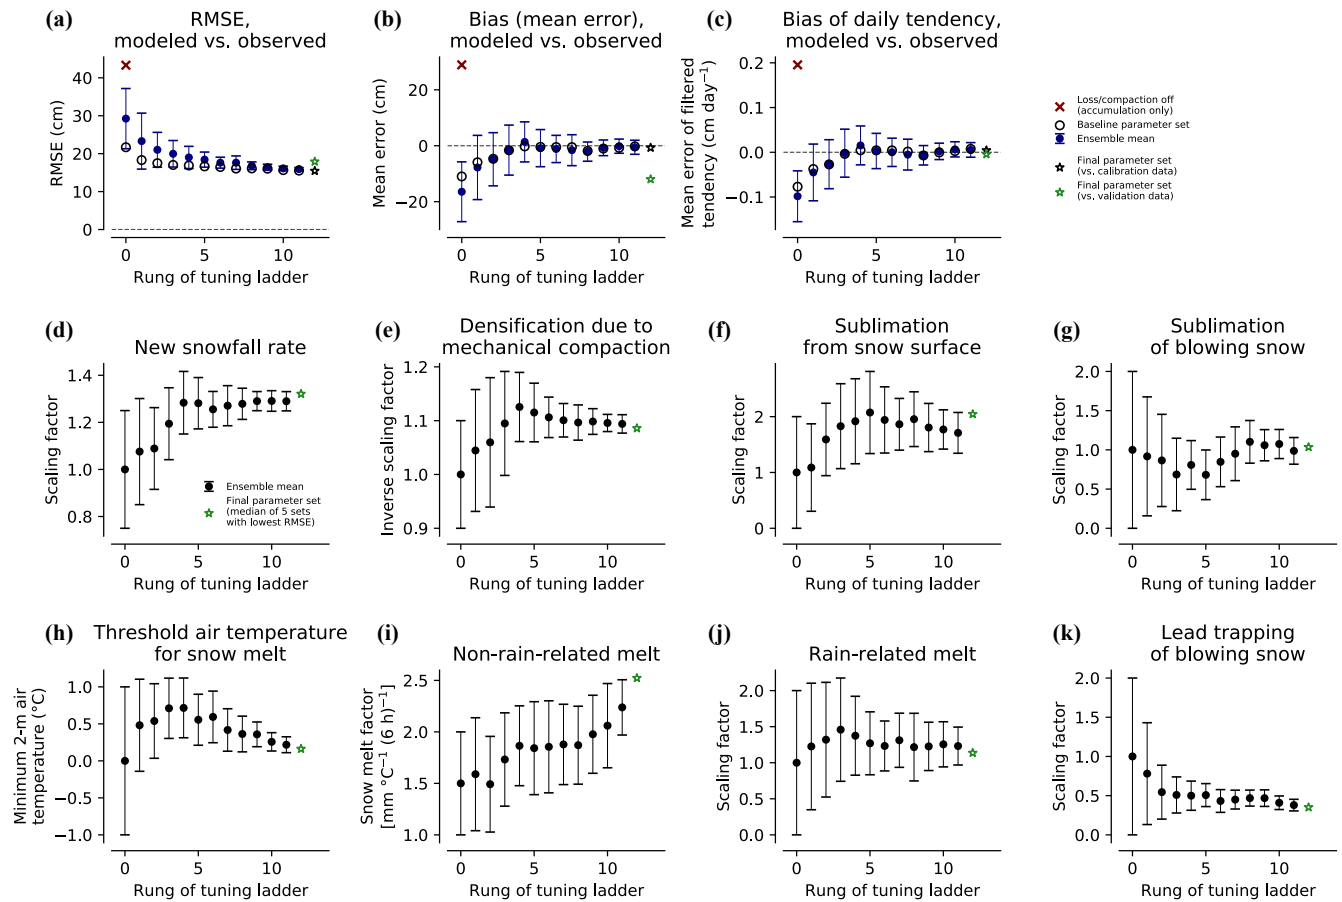 (a)
RMSE,
modeled vs. observed
RMSE (cm)
40
30
20
10
0
0
5
10
Rung of tuning ladder
(b)
Bias (mean error),
modeled vs. observed
Mean error (cm)
20
0
−20
0
5
10
Rung of tuning ladder
(c)
Bias of daily tendency,
modeled vs. observed
Mean error of filtered
tendency (cm day⁻¹)
0.2
0.1
0.0
−0.1
0
5
10
Rung of tuning ladder
Loss/compaction off
(accumulation only)
Baseline parameter set
Ensemble mean
Final parameter set
(vs. calibration data)
Final parameter set
(vs. validation data)
(d)
New snowfall rate
Scaling factor
1.4
1.2
1.0
0.8
Ensemble mean
Final parameter set
(median of 5 sets
with lowest RMSE)
0
5
10
Rung of tuning ladder
(e)
Densification due to
mechanical compaction
Inverse scaling factor
1.2
1.1
1.0
0.9
0
5
10
Rung of tuning ladder
(f)
Sublimation
from snow surface
Scaling factor
3
2
1
0
0
5
10
Rung of tuning ladder
(g)
Sublimation
of blowing snow
Scaling factor
2.0
1.5
1.0
0.5
0.0
0
5
10
Rung of tuning ladder
(h)
Threshold air temperature
for snow melt
Minimum 2-m air
temperature (°C)
1.0
0.5
0.0
−0.5
−1.0
0
5
10
Rung of tuning ladder
(i)
Non-rain-related melt
Snow melt factor
[mm °C⁻¹ (6 h)⁻¹]
2.5
2.0
1.5
1.0
0
5
10
Rung of tuning ladder
(j)
Rain-related melt
Scaling factor
2.0
1.5
1.0
0.5
0.0
0
5
10
Rung of tuning ladder
(k)
Lead trapping
of blowing snow
Scaling factor
2.0
1.5
1.0
0.5
0.0
0
5
10
Rung of tuning ladder